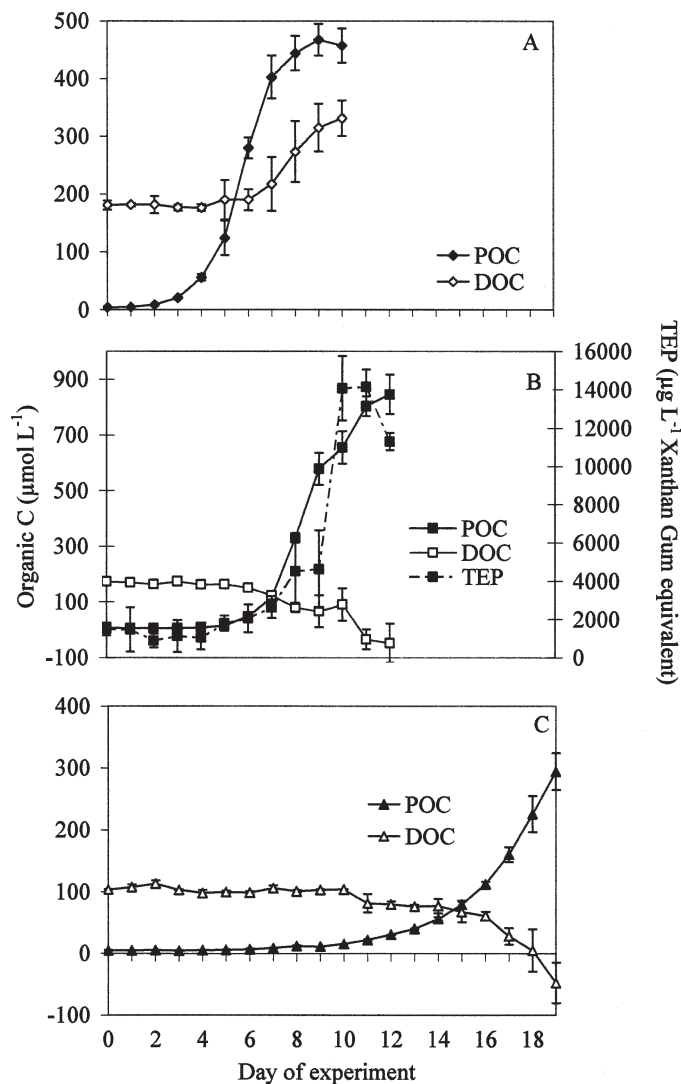 500
400
300
200
100
0
A
POC
DOC
900
700
500
300
100
-100
B
POC
DOC
TEP
16000
14000
12000
10000
8000
6000
4000
2000
0
Organic C (µmol L⁻¹)
TEP (µg L⁻¹ Xanthan Gum equivalent)
400
300
200
100
0
-100
C
POC
DOC
0 2 4 6 8 10 12 14 16 18
Day of experiment